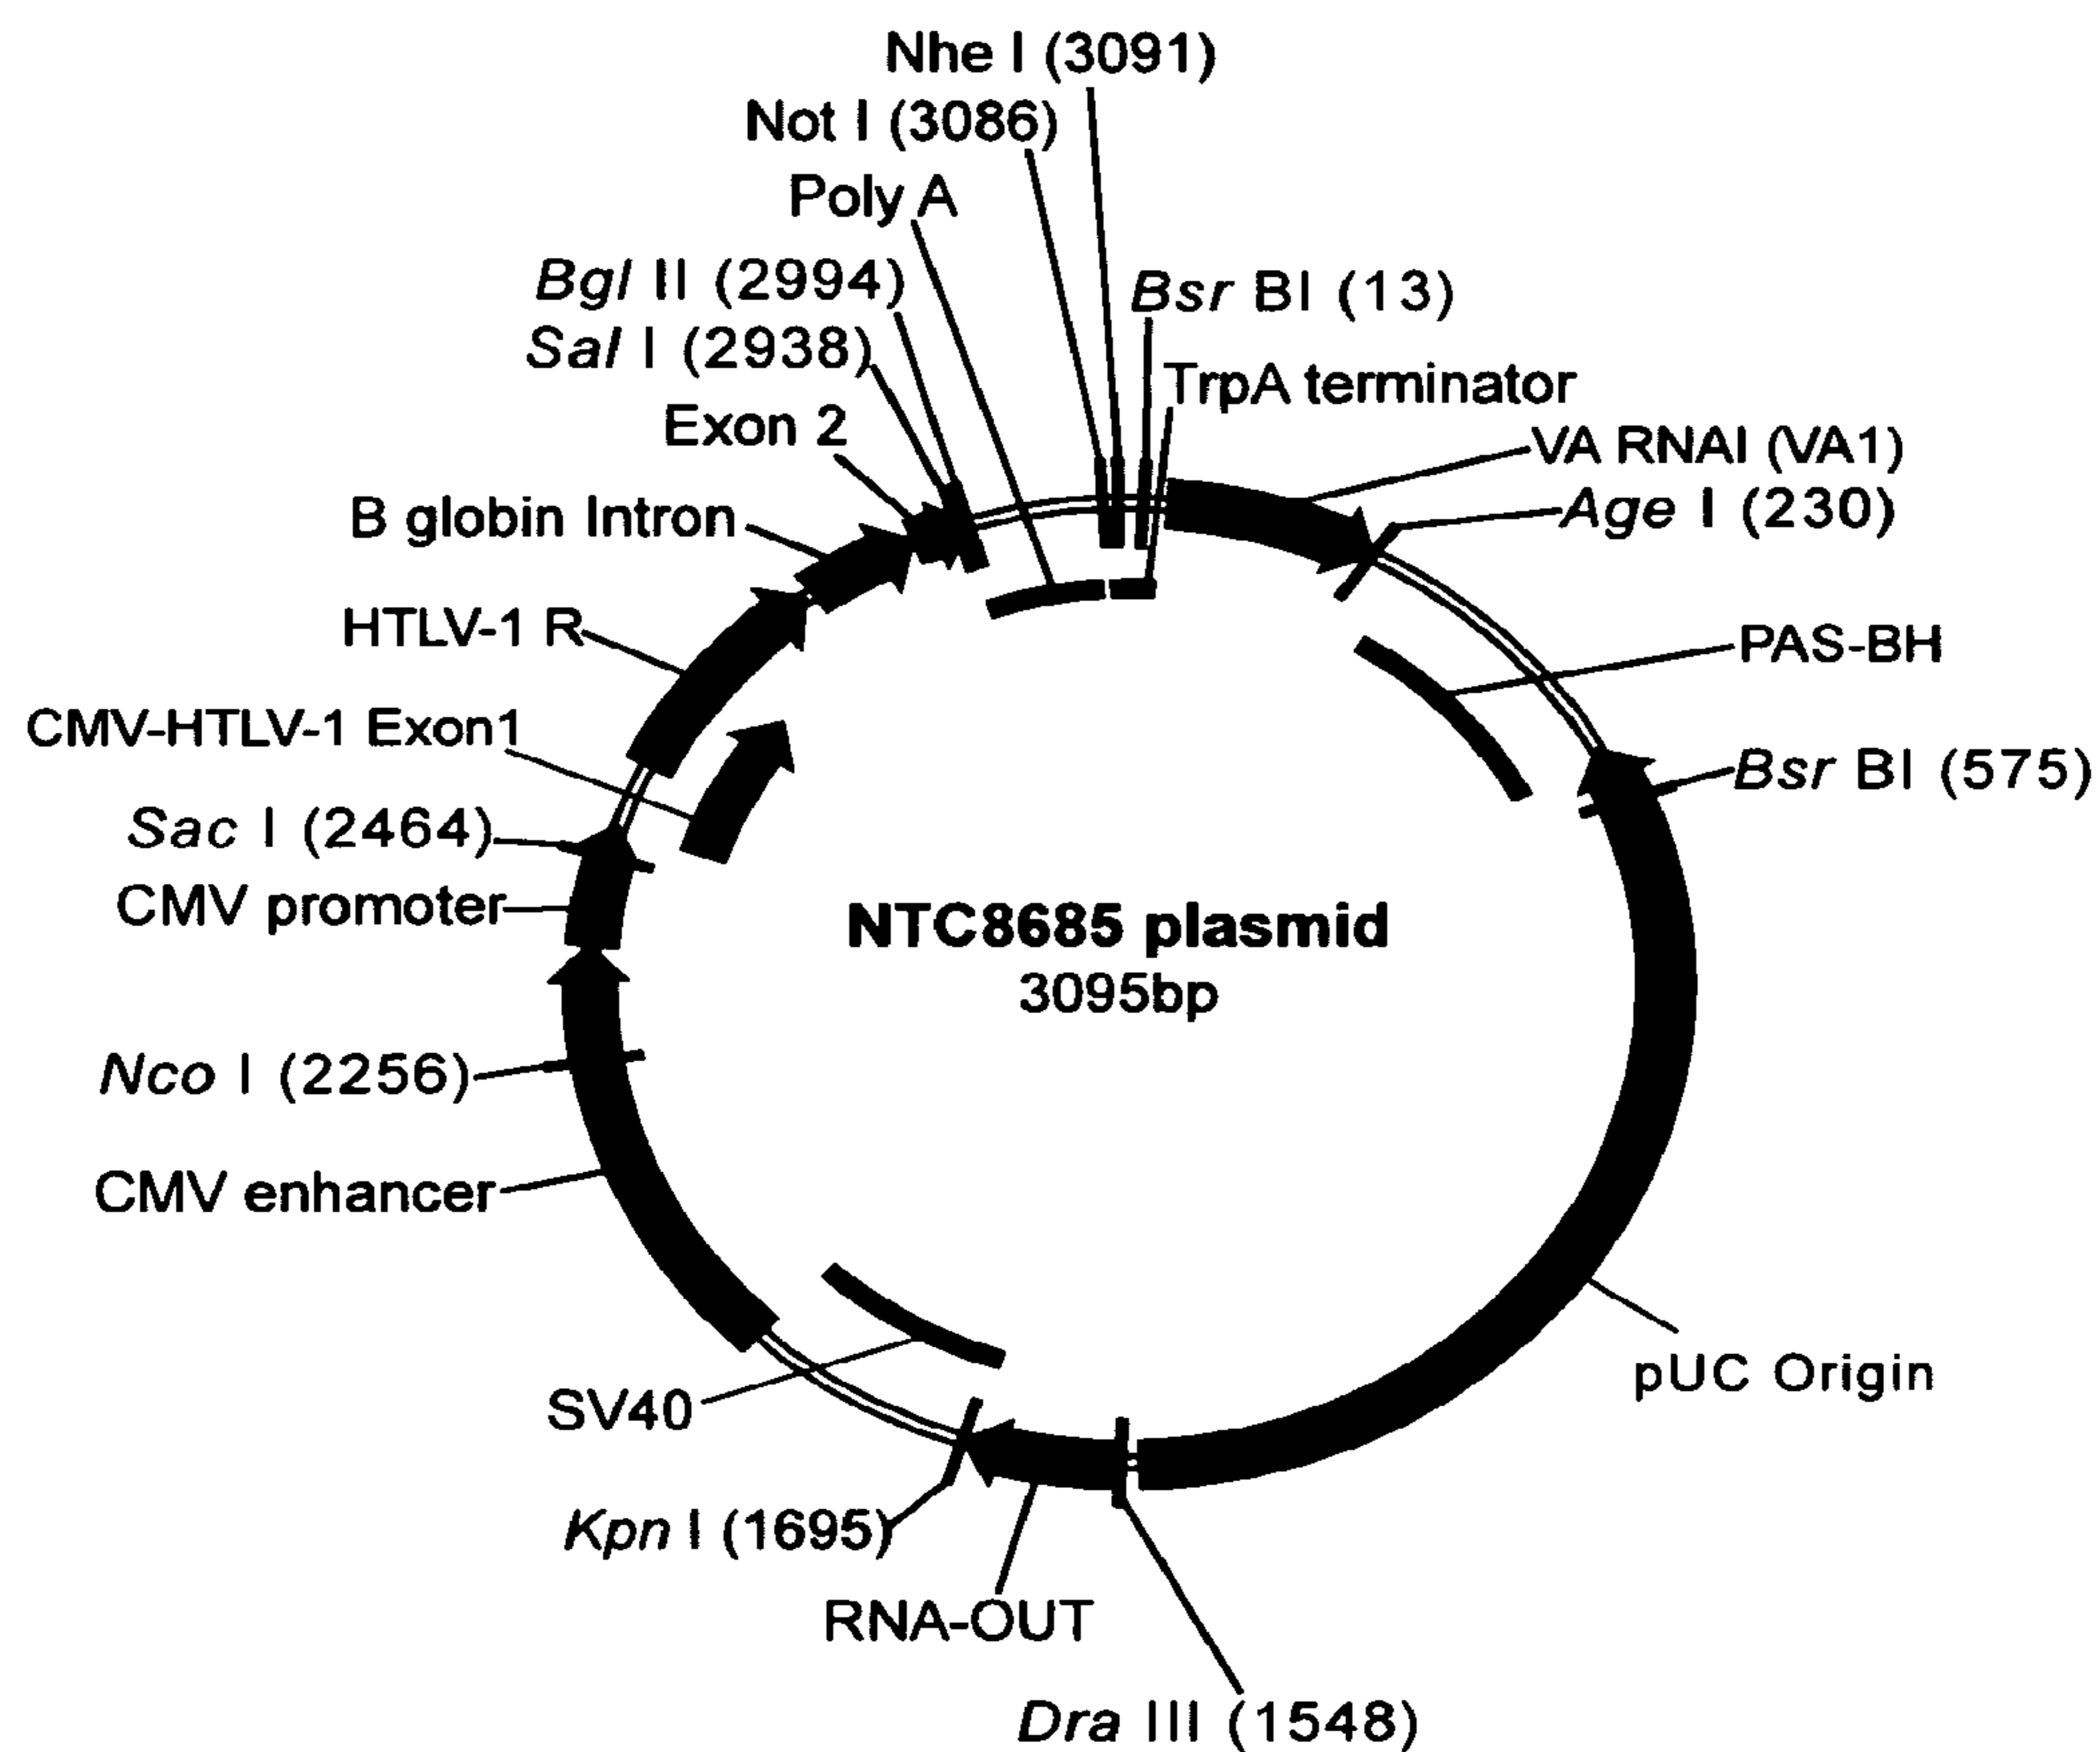 Nhe I (3091)
Not I (3086)
Poly A
Bgl II (2994)
Bsr BI (13)
Sal I (2938)
TrpA terminator
Exon 2
VA RNAI (VA1)
B globin Intron
Age I (230)
HTLV-1 R
PAS-BH
CMV-HTLV-1 Exon1
Bsr BI (575)
Sac I (2464)
CMV promoter
NTC8685 plasmid
3095bp
Nco I (2256)
CMV enhancer
pUC Origin
SV40
Kpn I (1695)
RNA-OUT
Dra III (1548)